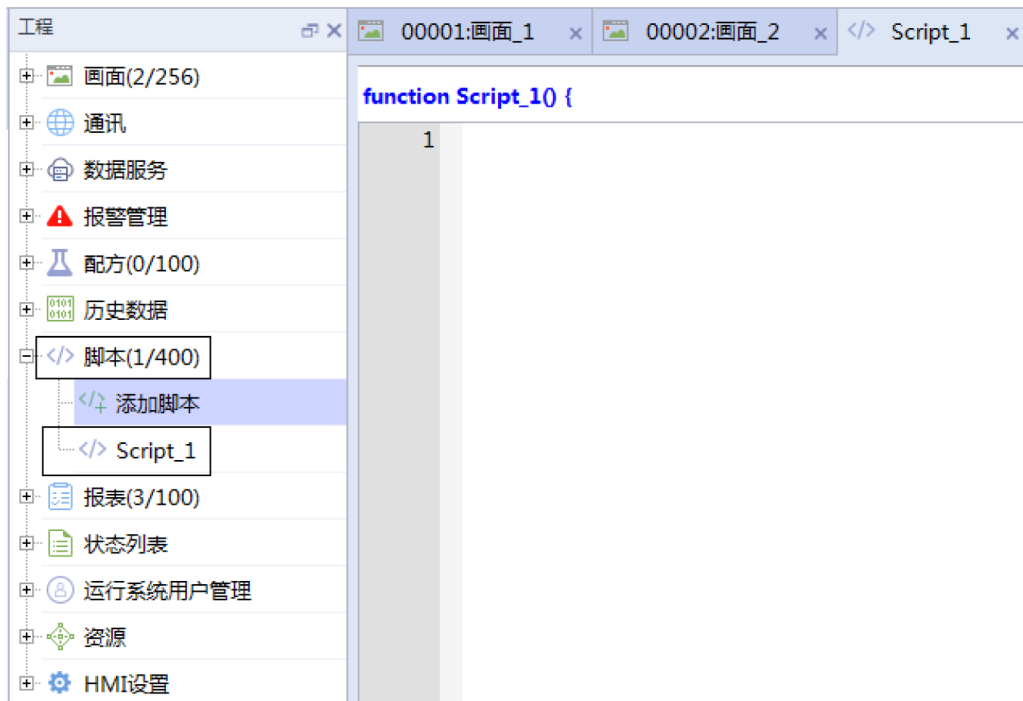 工程
画面(2/256)
通讯
数据服务
报警管理
配方(0/100)
0101
0101
历史数据
脚本(1/400)
添加脚本
Script_1
报表(3/100)
状态列表
运行系统用户管理
资源
HMI设置
00001:画面_1
00002:画面_2
Script_1
function Script_1() {
1